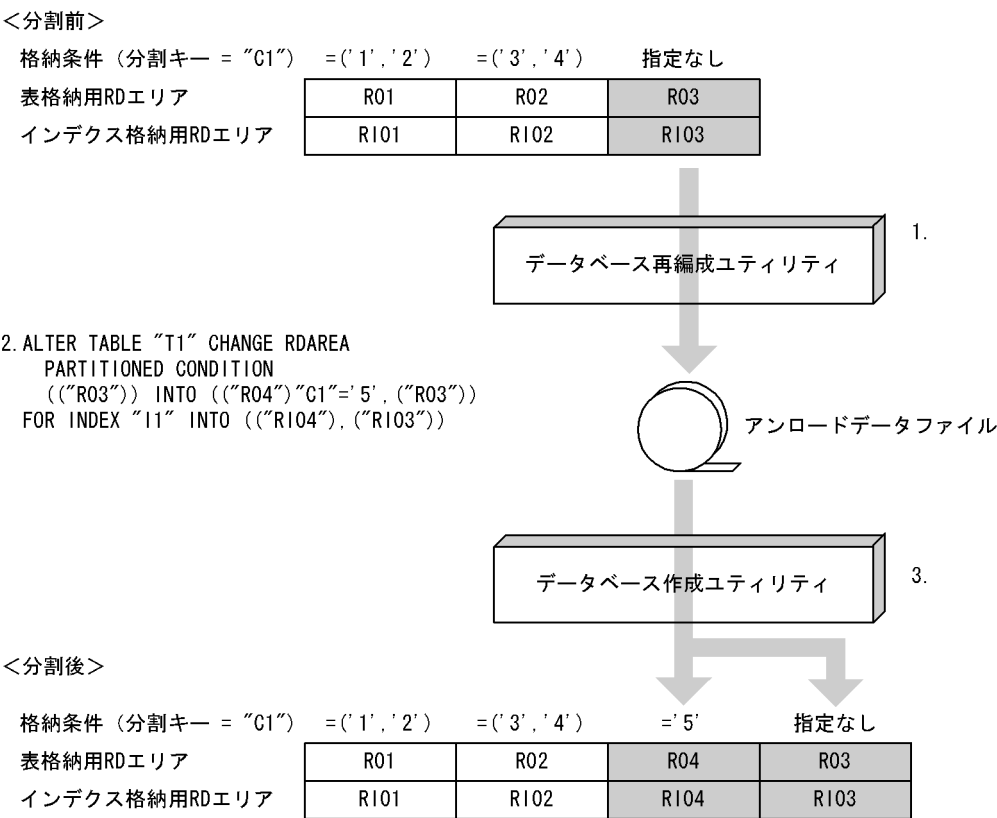 ＜分割前＞
格納条件（分割キー = "C1"） =('1','2') =('3','4') 指定なし
表格納用RDエリア R01 R02 R03
インデクス格納用RDエリア RI01 RI02 RI03
1.
データベース再編成ユティリティ
2.ALTER TABLE "T1" CHANGE RDAREA
PARTITIONED CONDITION
(("R03")) INTO (("R04")"C1"='5',("R03"))
FOR INDEX "I1" INTO (("RI04"),("RI03"))
アンロードデータファイル
データベース作成ユティリティ
3.
＜分割後＞
格納条件（分割キー = "C1"） =('1','2') =('3','4') ='5' 指定なし
表格納用RDエリア R01 R02 R04 R03
インデクス格納用RDエリア RI01 RI02 RI04 RI03